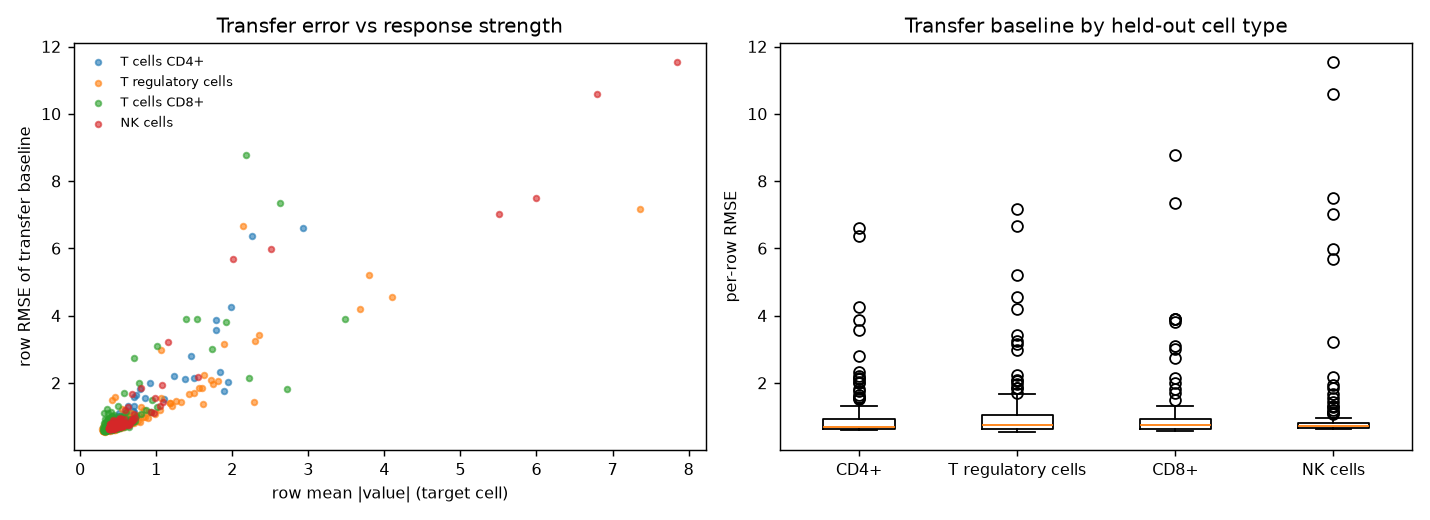 Transfer error vs response strength
12
10
8
6
4
2
row RMSE of transfer baseline
T cells CD4+
T regulatory cells
T cells CD8+
NK cells
0 1 2 3 4 5 6 7 8
row mean |value| (target cell)
Transfer baseline by held-out cell type
12
10
8
6
4
2
per-row RMSE
CD4+ T regulatory cells CD8+ NK cells